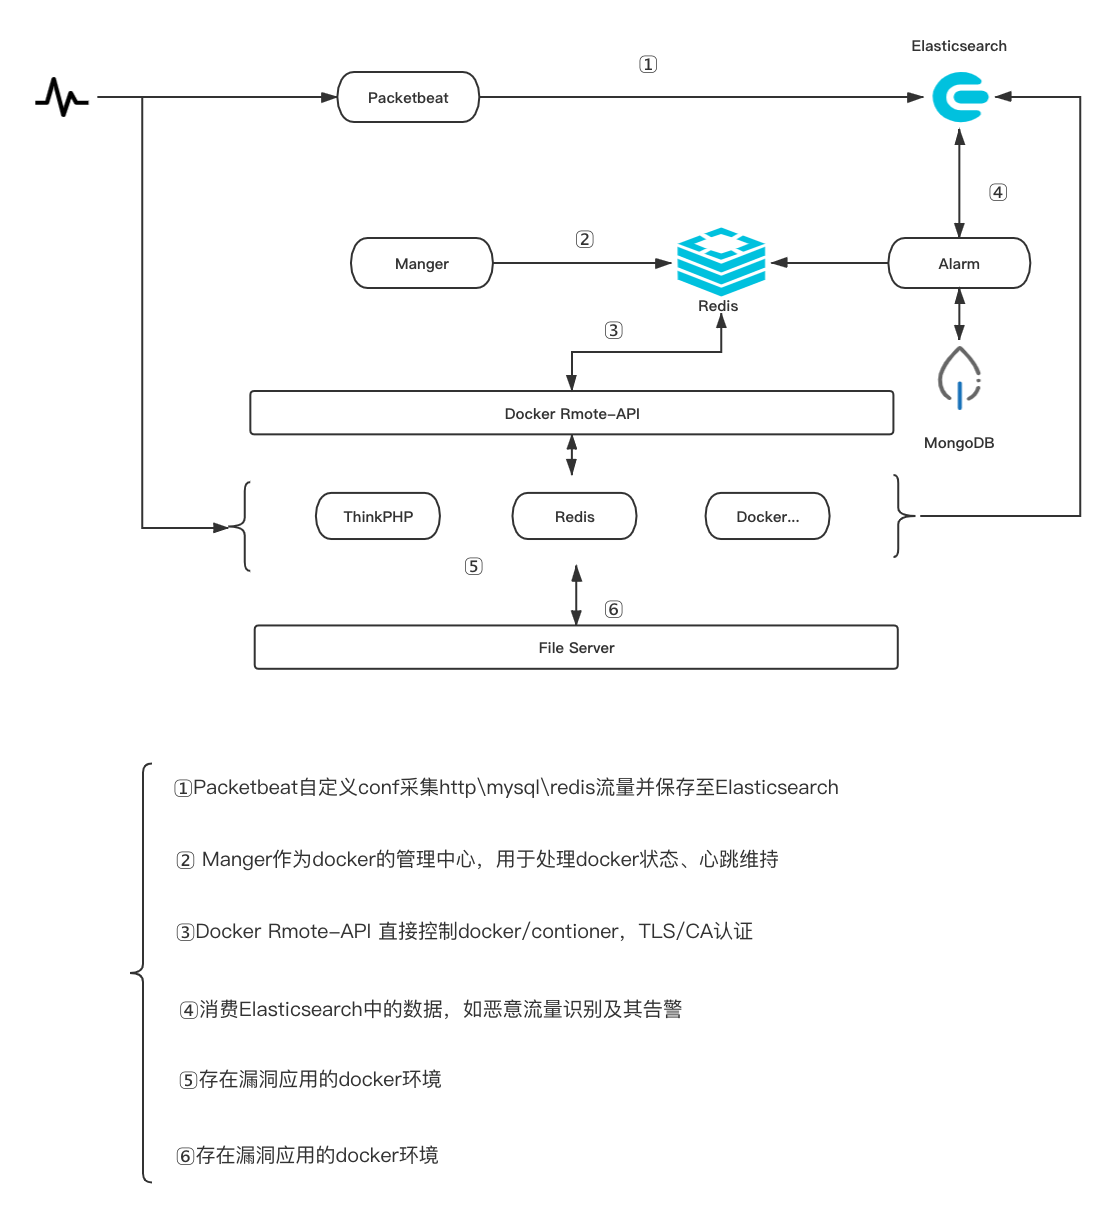 Elasticsearch
①
Packetbeat
④
②
Manger
Alarm
Redis
③
Docker Rmote-API
MongoDB
ThinkPHP
Redis
Docker...
⑤
⑥
File Server
①Packetbeat自定义conf采集http\mysql\redis流量并保存至Elasticsearch
② Manger作为docker的管理中心，用于处理docker状态、心跳维持
③Docker Rmote-API 直接控制docker/contioner，TLS/CA认证
④消费Elasticsearch中的数据，如恶意流量识别及其告警
⑤存在漏洞应用的docker环境
⑥存在漏洞应用的docker环境